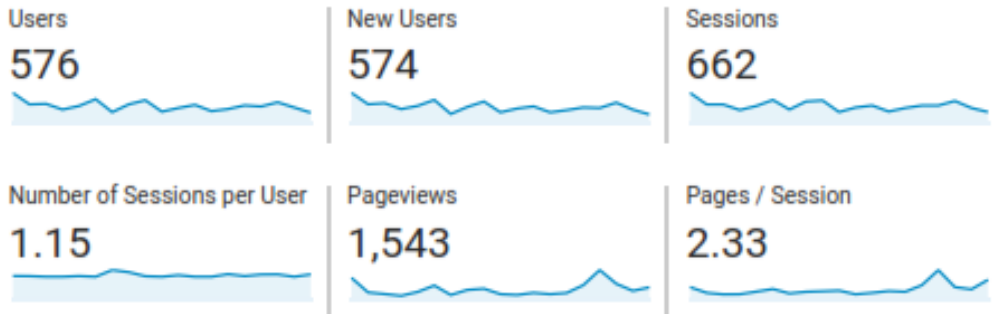 Users
576
New Users
574
Sessions
662
Number of Sessions per User
1.15
Pageviews
1,543
Pages / Session
2.33